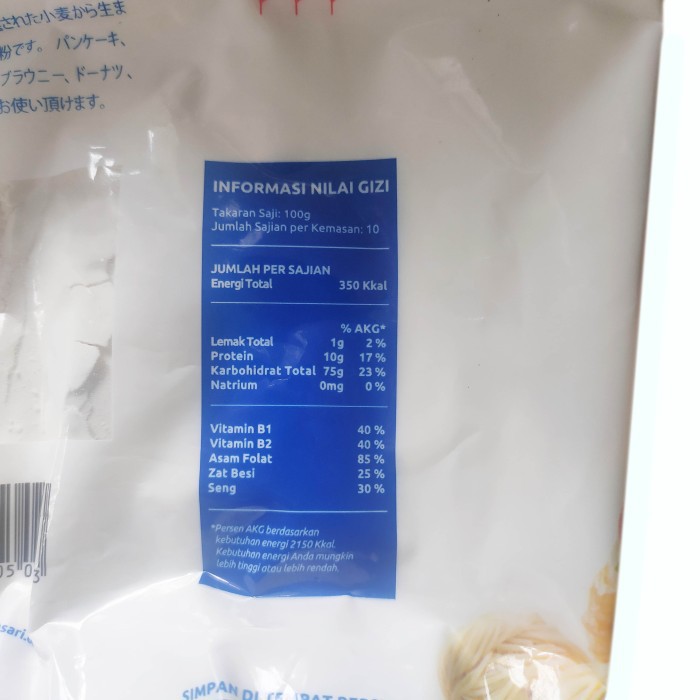 された小麦から生ま
粉です。パンケーキ、
ブラウニー、ドーナツ、
お使い頂けます。
INFORMASI NILAI GIZI
Takaran Saji: 100g
Jumlah Sajian per Kemasan: 10
JUMLAH PER SAJIAN
Energi Total 350 Kkal
% AKG*
Lemak Total 1g 2 %
Protein 10g 17 %
Karbohidrat Total 75g 23 %
Natrium 0mg 0 %
Vitamin B1 40 %
Vitamin B2 40 %
Asam Folat 85 %
Zat Besi 25 %
Seng 30 %
*Persen AKG berdasarkan
kebutuhan energi 2150 Kkal.
Kebutuhan energi Anda mungkin
lebih tinggi atau lebih rendah.
SIMPAN DI